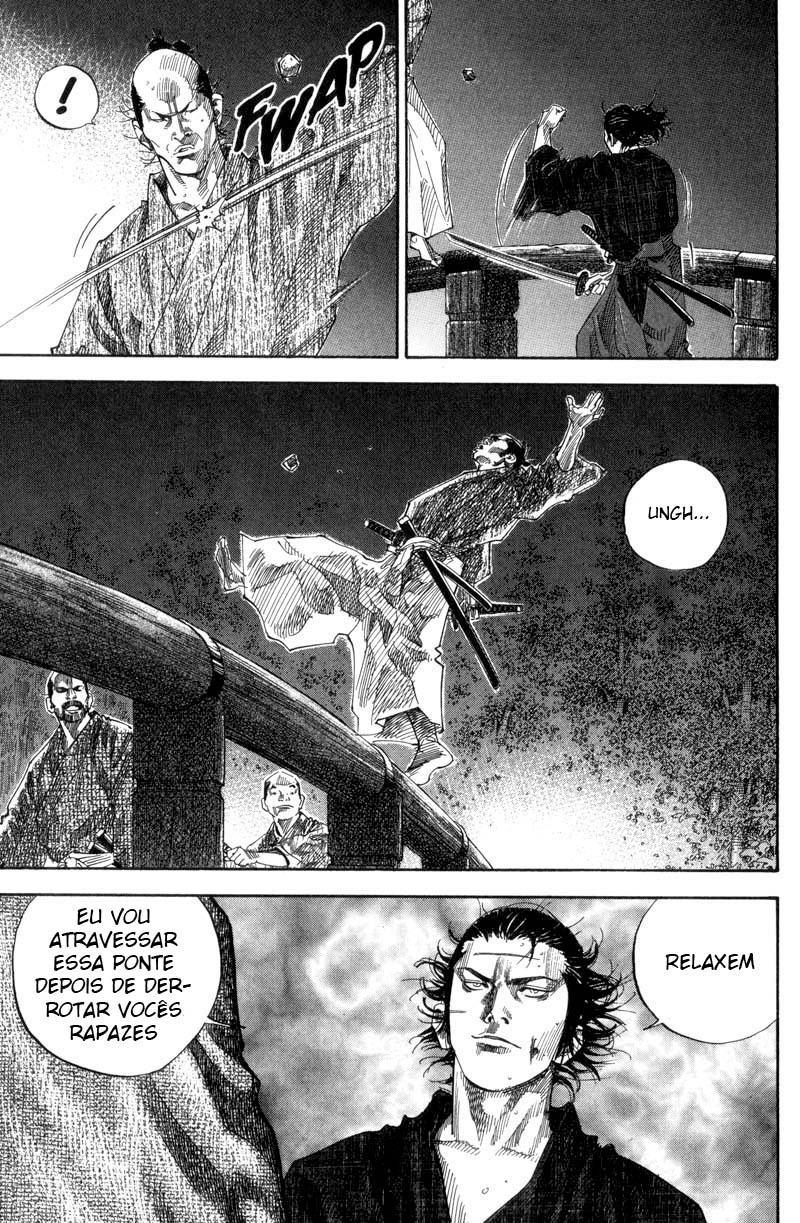 FWAP
!
UNGH...
RELAXEM
EU VOU
ATRAVESSAR
ESSA PONTE
DEPOIS DE DER-
ROTAR VOCÊS
RAPAZES